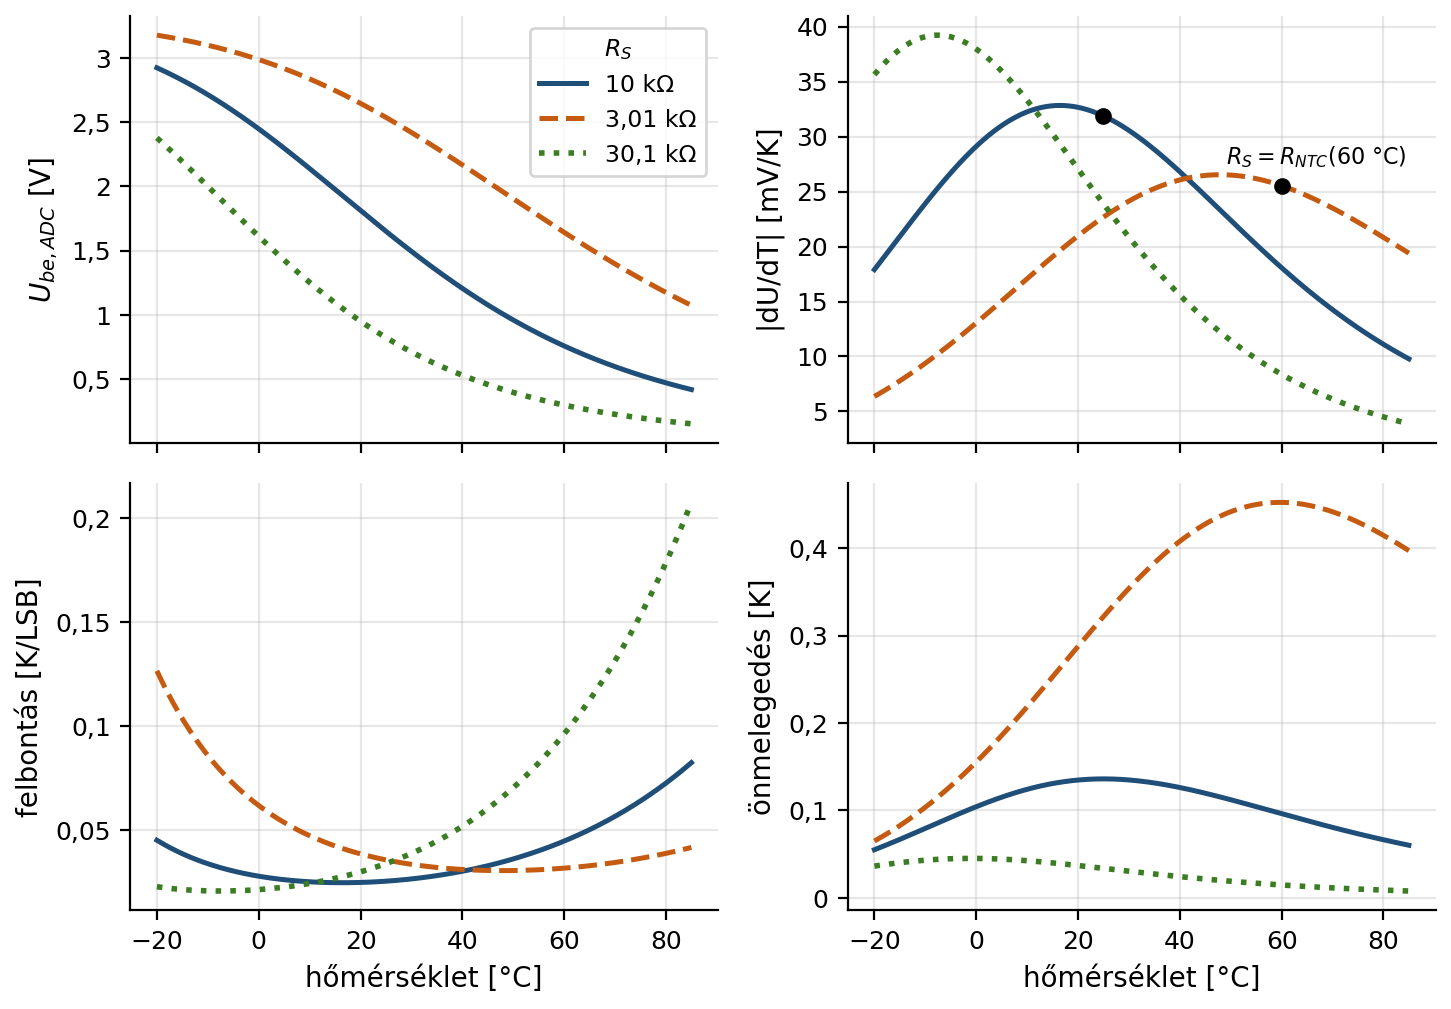 U_be,ADC [V]
3
2,5
2
1,5
1
0,5
R_S
10 kΩ
3,01 kΩ
30,1 kΩ
|dU/dT| [mV/K]
40
35
30
25
20
15
10
5
R_S = R_NTC(60 °C)
felbontás [K/LSB]
0,2
0,15
0,1
0,05
−20 0 20 40 60 80
hőmérséklet [°C]
önmelegedés [K]
0,4
0,3
0,2
0,1
0
−20 0 20 40 60 80
hőmérséklet [°C]